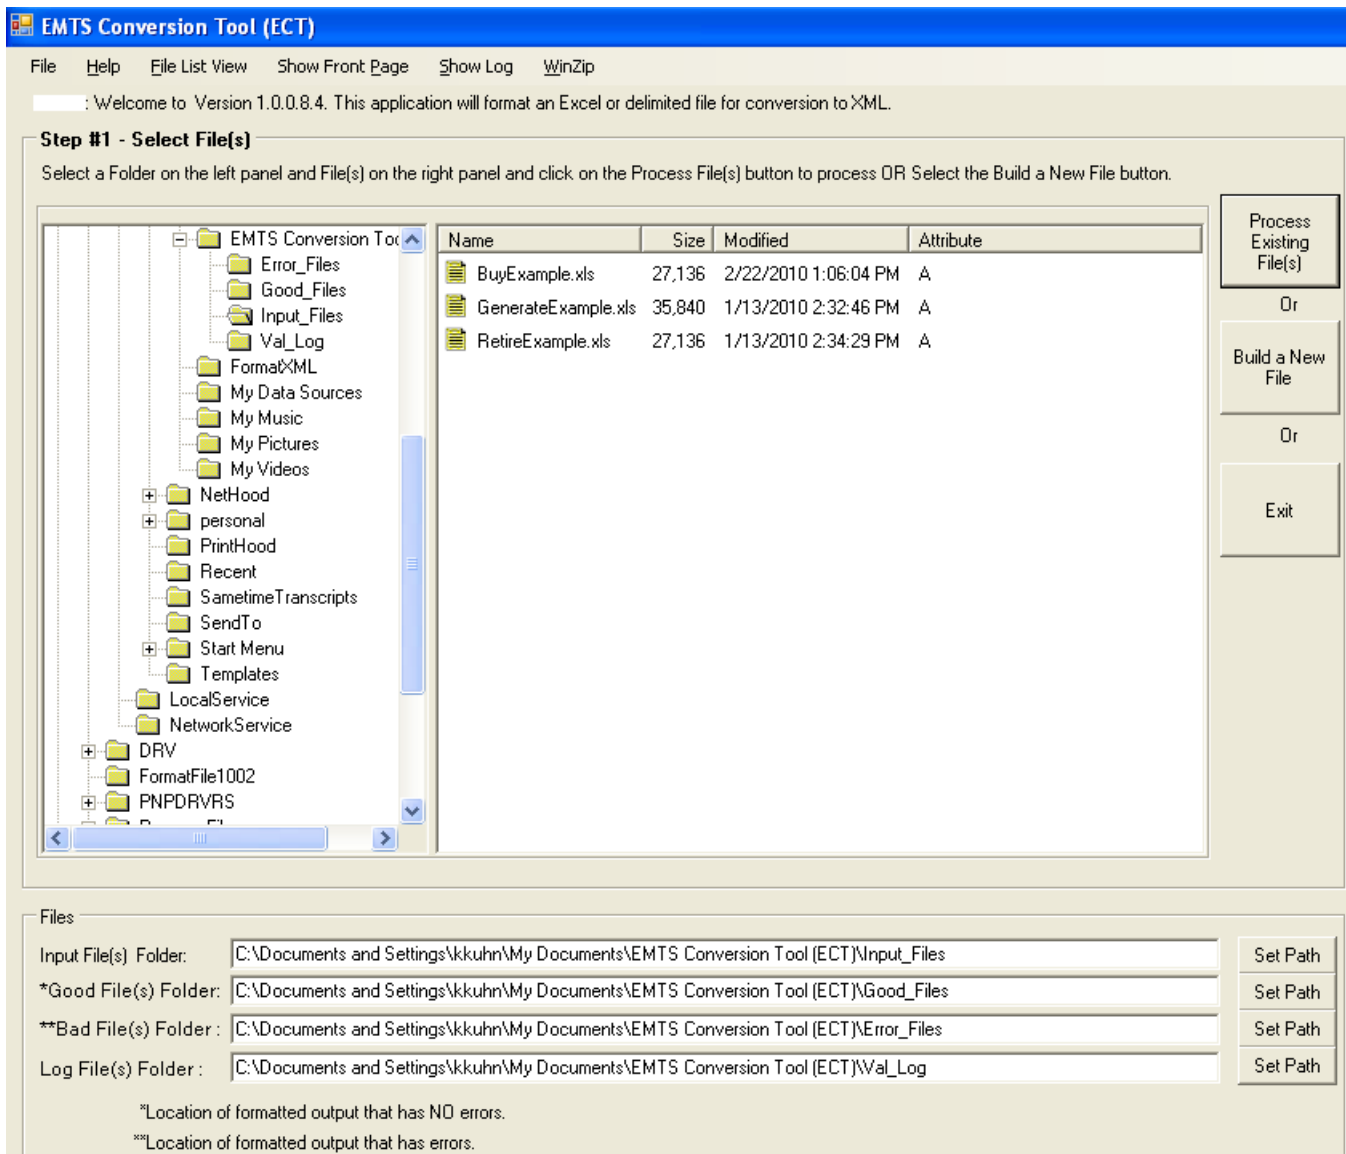 EMTS Conversion Tool (ECT)
File Help File List View Show Front Page Show Log WinZip
: Welcome to Version 1.0.0.8.4. This application will format an Excel or delimited file for conversion to XML.
Step #1 - Select File(s)
Select a Folder on the left panel and File(s) on the right panel and click on the Process File(s) button to process OR Select the Build a New File button.
EMTS Conversion
Error_Files
Good_Files
Input_Files
Val_Log
FormatXML
My Data Sources
My Music
My Pictures
My Videos
NetHood
personal
PrintHood
Recent
SametimeTranscripts
SendTo
Start Menu
Templates
LocalService
NetworkService
DRV
FormatFile1002
PNPDRVRS
Name Size Modified Attribute
BuyExample.xls 27,136 2/22/2010 1:06:04 PM A
GenerateExample.xls 35,840 1/13/2010 2:32:46 PM A
RetireExample.xls 27,136 1/13/2010 2:34:29 PM A
Process
Existing
File(s)
Or
Build a New
File
Or
Exit
Files
Input File(s) Folder: C:\Documents and Settings\kkuhn\My Documents\EMTS Conversion Tool (ECT)\Input_Files Set Path
*Good File(s) Folder: C:\Documents and Settings\kkuhn\My Documents\EMTS Conversion Tool (ECT)\Good_Files Set Path
**Bad File(s) Folder : C:\Documents and Settings\kkuhn\My Documents\EMTS Conversion Tool (ECT)\Error_Files Set Path
Log File(s) Folder : C:\Documents and Settings\kkuhn\My Documents\EMTS Conversion Tool (ECT)\Val_Log Set Path
*Location of formatted output that has NO errors.
**Location of formatted output that has errors.